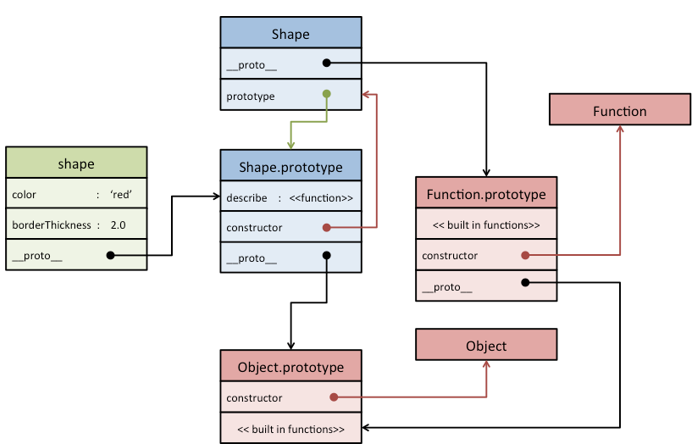 Shape
__proto__
prototype
Function
shape
color : ‘red’
borderThickness : 2.0
__proto__
Shape.prototype
describe : <<function>>
constructor
__proto__
Function.prototype
<< built in functions>>
constructor
__proto__
Object
Object.prototype
constructor
<< built in functions>>